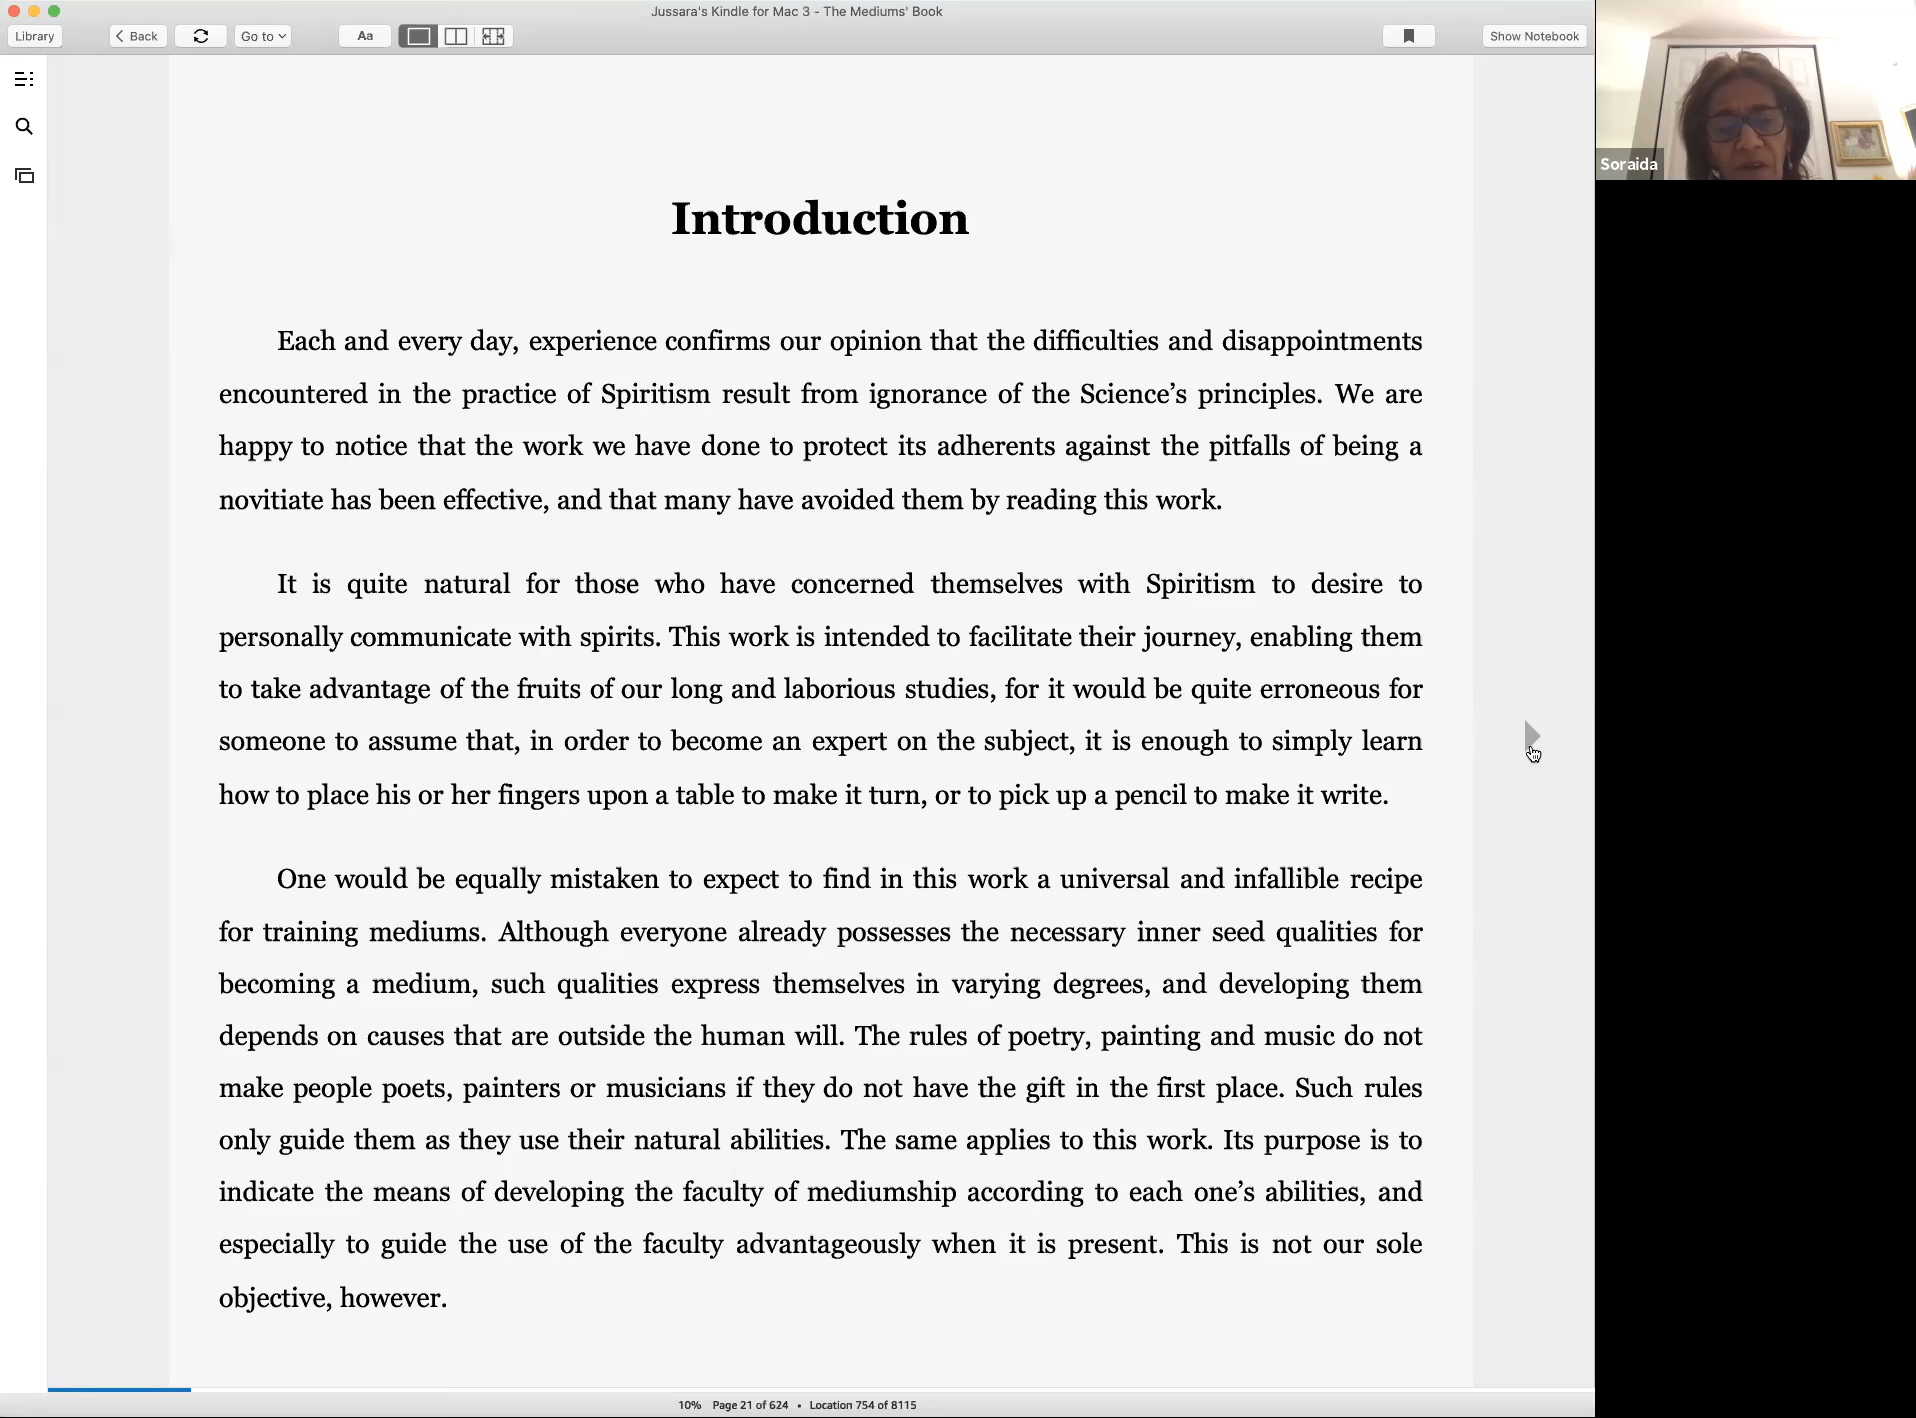 Jussara's Kindle for Mac 3 - The Mediums' Book
Library
Back
Go to
Aa
Show Notebook
Soraida
Introduction
Each and every day, experience confirms our opinion that the difficulties and disappointments
encountered in the practice of Spiritism result from ignorance of the Science’s principles. We are
happy to notice that the work we have done to protect its adherents against the pitfalls of being a
novitiate has been effective, and that many have avoided them by reading this work.
It is quite natural for those who have concerned themselves with Spiritism to desire to
personally communicate with spirits. This work is intended to facilitate their journey, enabling them
to take advantage of the fruits of our long and laborious studies, for it would be quite erroneous for
someone to assume that, in order to become an expert on the subject, it is enough to simply learn
how to place his or her fingers upon a table to make it turn, or to pick up a pencil to make it write.
One would be equally mistaken to expect to find in this work a universal and infallible recipe
for training mediums. Although everyone already possesses the necessary inner seed qualities for
becoming a medium, such qualities express themselves in varying degrees, and developing them
depends on causes that are outside the human will. The rules of poetry, painting and music do not
make people poets, painters or musicians if they do not have the gift in the first place. Such rules
only guide them as they use their natural abilities. The same applies to this work. Its purpose is to
indicate the means of developing the faculty of mediumship according to each one’s abilities, and
especially to guide the use of the faculty advantageously when it is present. This is not our sole
objective, however.
10% Page 21 of 624 • Location 754 of 8115